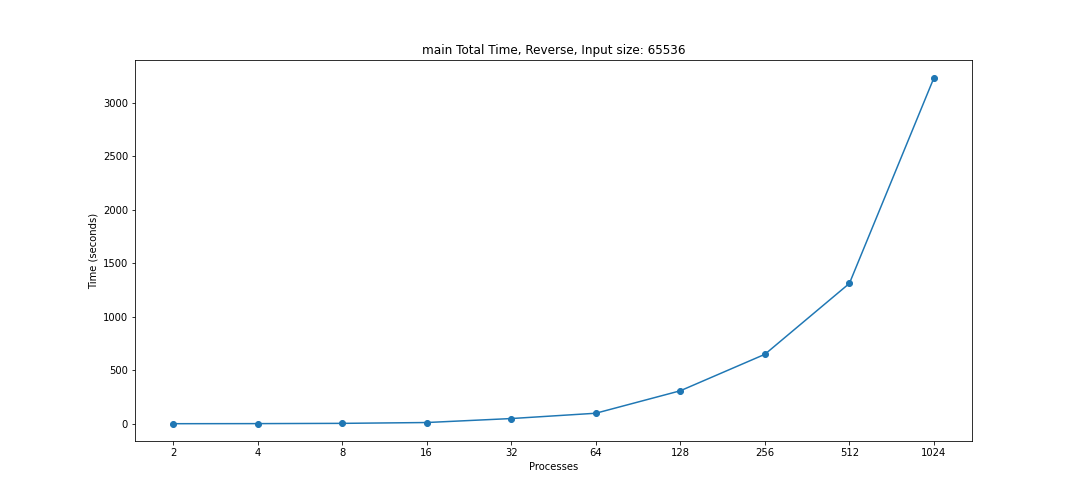 main Total Time, Reverse, Input size: 65536
3000
2500
2000
1500
1000
500
0
Time (seconds)
2 4 8 16 32 64 128 256 512 1024
Processes